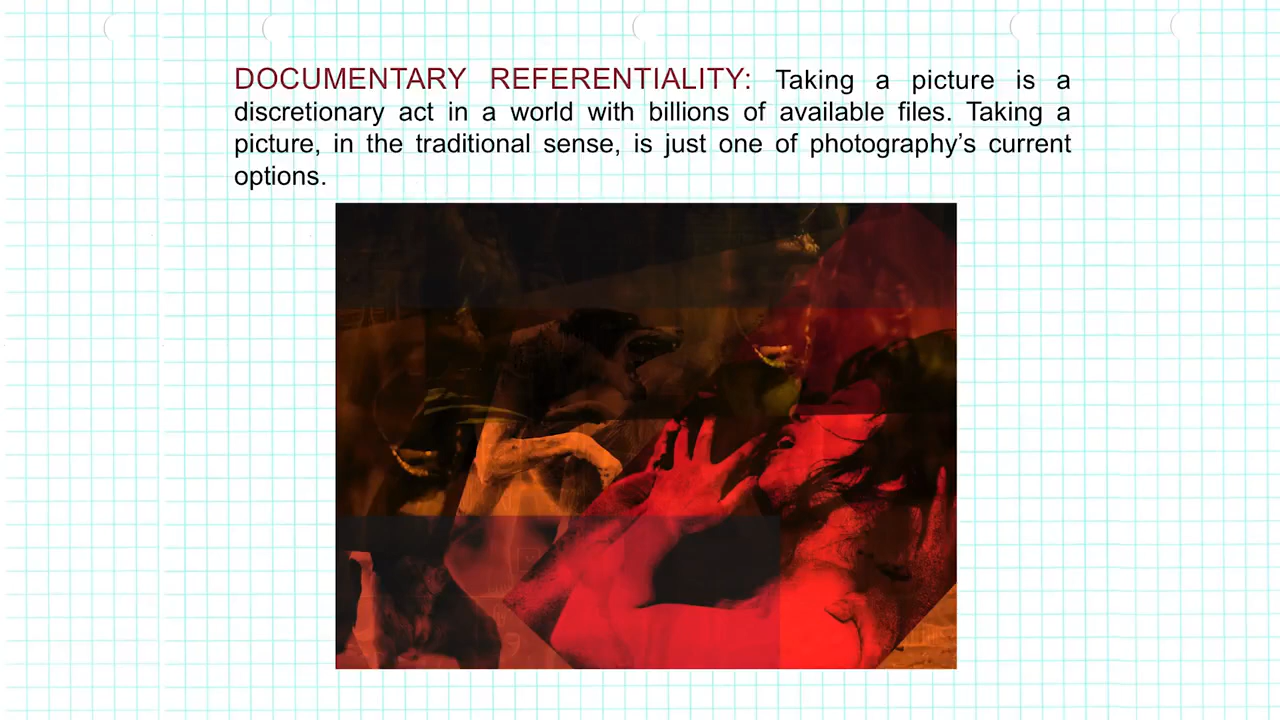 DOCUMENTARY REFERENTIALITY: Taking a picture is a
discretionary act in a world with billions of available files. Taking a
picture, in the traditional sense, is just one of photography’s current
options.